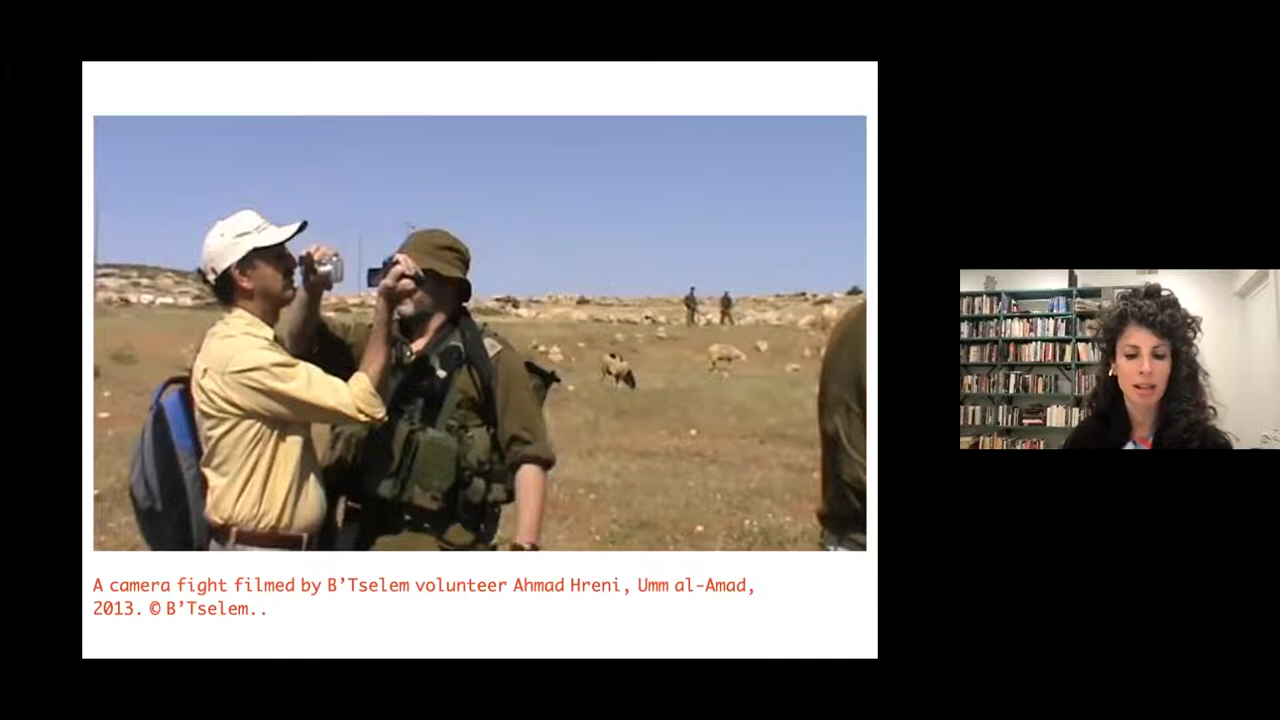 A camera fight filmed by B’Tselem volunteer Ahmad Hreni, Umm al-Amad,
2013. © B’Tselem..